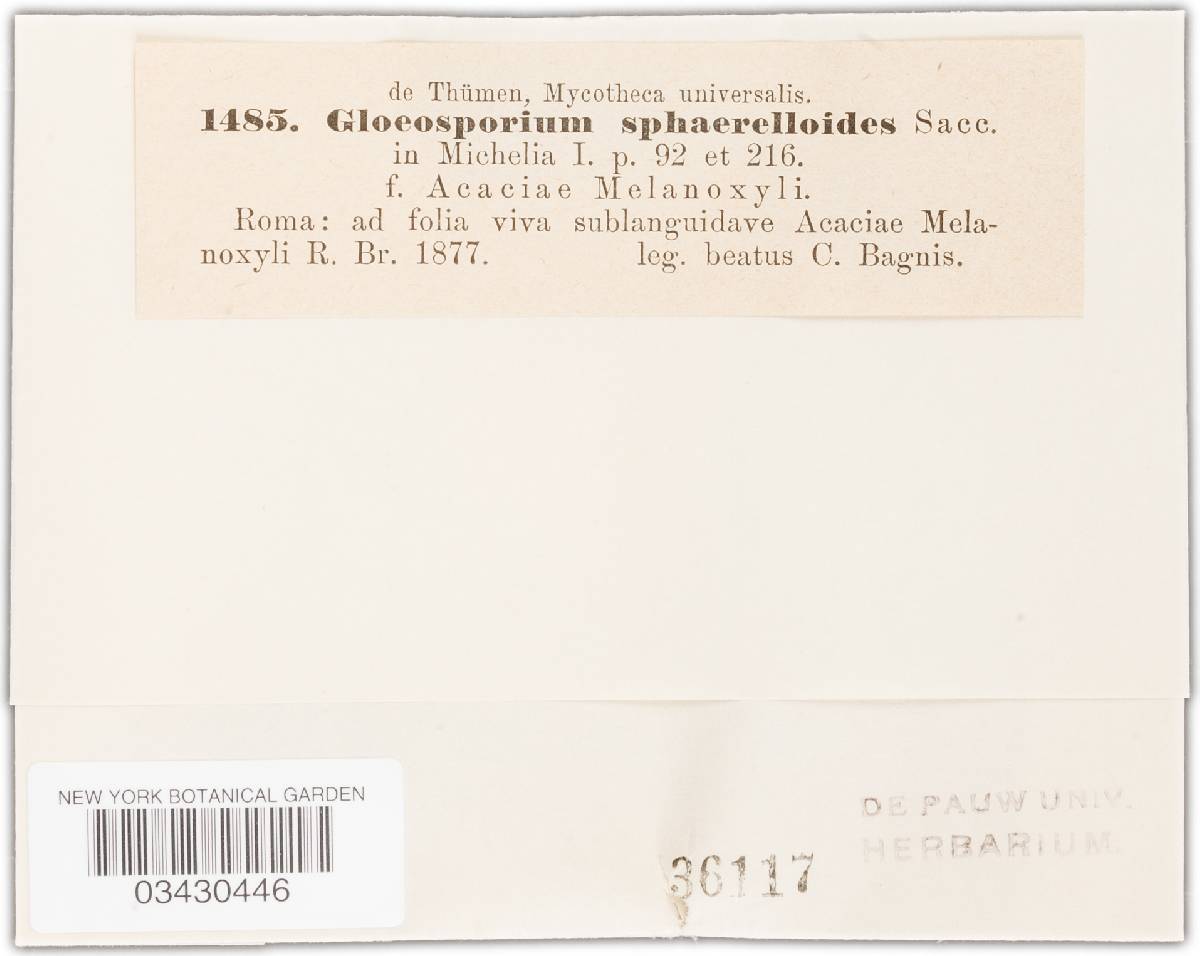 de Thümen, Mycotheca universalis.
1485. Gloeosporium sphaerelloides Sacc.
in Michelia I. p. 92 et 216.
f. Acaciae Melanoxyli.
Roma: ad folia viva sublanguidave Acaciae Mela-
noxyli R. Br. 1877. leg. beatus C. Bagnis.
NEW YORK BOTANICAL GARDEN
03430446
36117
DE PAUW UNIV.
HERBARIUM.